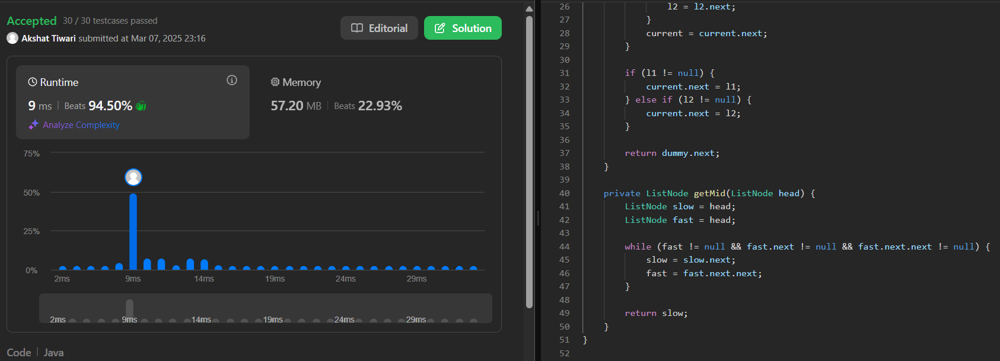 Accepted 30 / 30 testcases passed
Akshat Tiwari submitted at Mar 07, 2025 23:16
Editorial
Solution
Runtime
9 ms | Beats 94.50%
Analyze Complexity
Memory
57.20 MB | Beats 22.93%
75%
50%
25%
0%
2ms 9ms 14ms 19ms 24ms 29ms
2ms 9ms 14ms 19ms 24ms 29ms
Code | Java
26 l2 = l2.next;
27 }
28 current = current.next;
29 }
30
31 if (l1 != null) {
32 current.next = l1;
33 } else if (l2 != null) {
34 current.next = l2;
35 }
36
37 return dummy.next;
38 }
39
40 private ListNode getMid(ListNode head) {
41 ListNode slow = head;
42 ListNode fast = head;
43
44 while (fast != null && fast.next != null && fast.next.next != null) {
45 slow = slow.next;
46 fast = fast.next.next;
47 }
48
49 return slow;
50 }
51 }
52